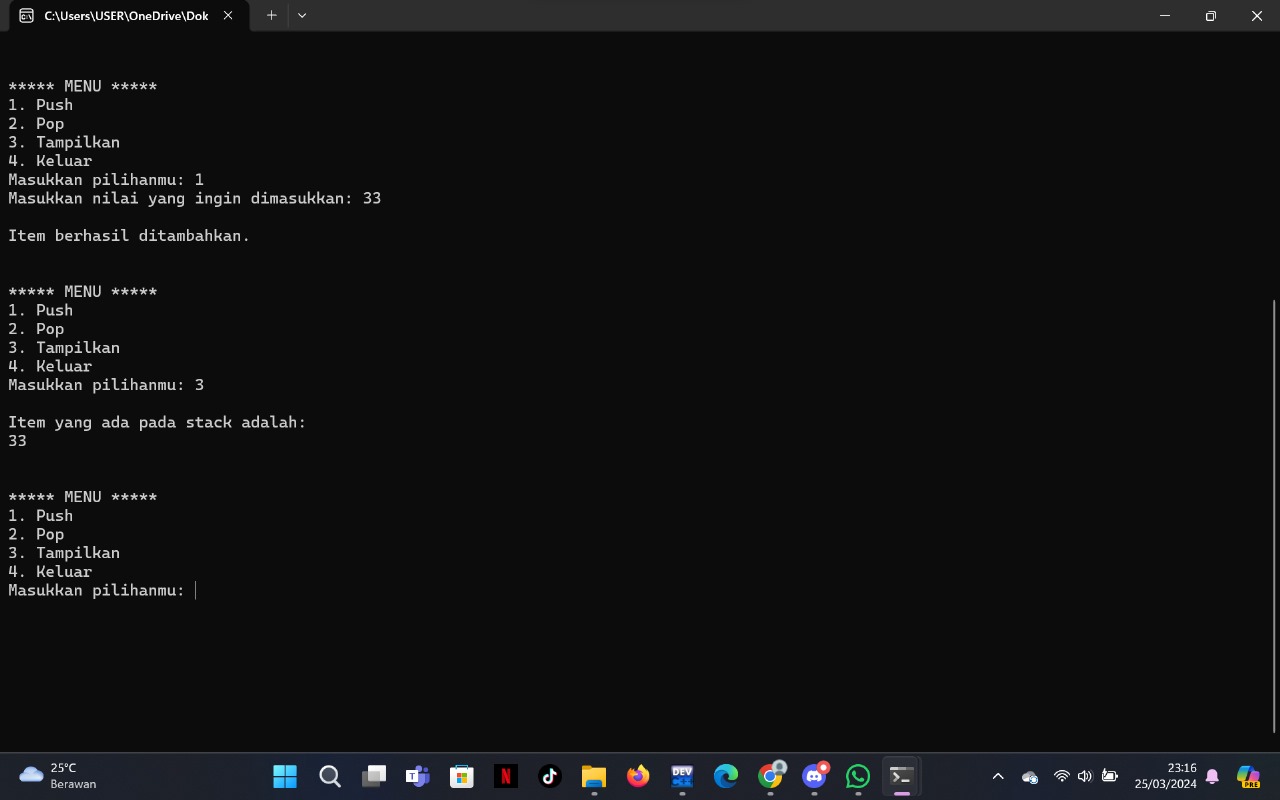 C:\Users\USER\OneDrive\Dok
***** MENU *****
1. Push
2. Pop
3. Tampilkan
4. Keluar
Masukkan pilihanmu: 1
Masukkan nilai yang ingin dimasukkan: 33
Item berhasil ditambahkan.
***** MENU *****
1. Push
2. Pop
3. Tampilkan
4. Keluar
Masukkan pilihanmu: 3
Item yang ada pada stack adalah:
33
***** MENU *****
1. Push
2. Pop
3. Tampilkan
4. Keluar
Masukkan pilihanmu:
25°C
Berawan
DEV
23:16
25/03/2024
PRE